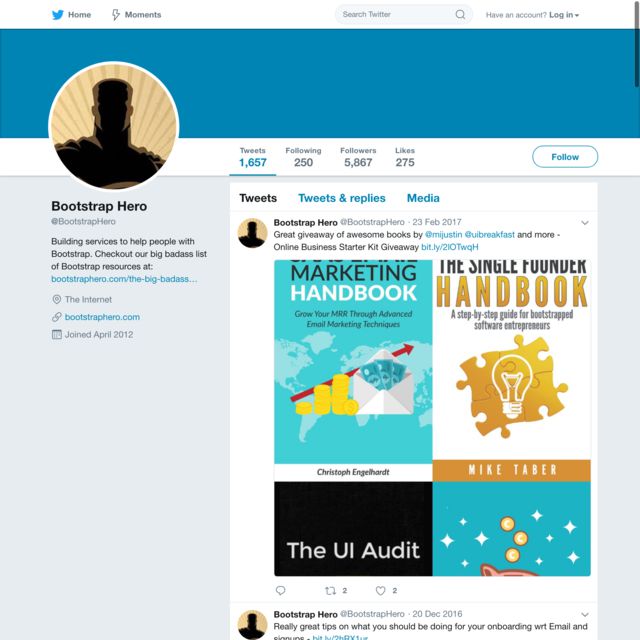 Home
Moments
Search Twitter
Have an account? Log in
Tweets
1,657
Following
250
Followers
5,867
Likes
275
Follow
Bootstrap Hero
@BootstrapHero
Building services to help people with
Bootstrap. Checkout our big badass list
of Bootstrap resources at:
bootstraphero.com/the-big-badass…
The Internet
bootstraphero.com
Joined April 2012
Tweets
Tweets & replies
Media
Bootstrap Hero @BootstrapHero · 23 Feb 2017
Great giveaway of awesome books by @mijustin @uibreakfast and more -
Online Business Starter Kit Giveaway bit.ly/2lOTwqH
MARKETING
HANDBOOK
Grow Your MRR Through Advanced
Email Marketing Techniques
Christoph Engelhardt
THE SINGLE FOUNDER
HANDBOOK
A step-by-step guide for bootstrapped
software entrepreneurs
MIKE TABER
The UI Audit
2
2
Bootstrap Hero @BootstrapHero · 20 Dec 2016
Really great tips on what you should be doing for your onboarding wrt Email and
signups -